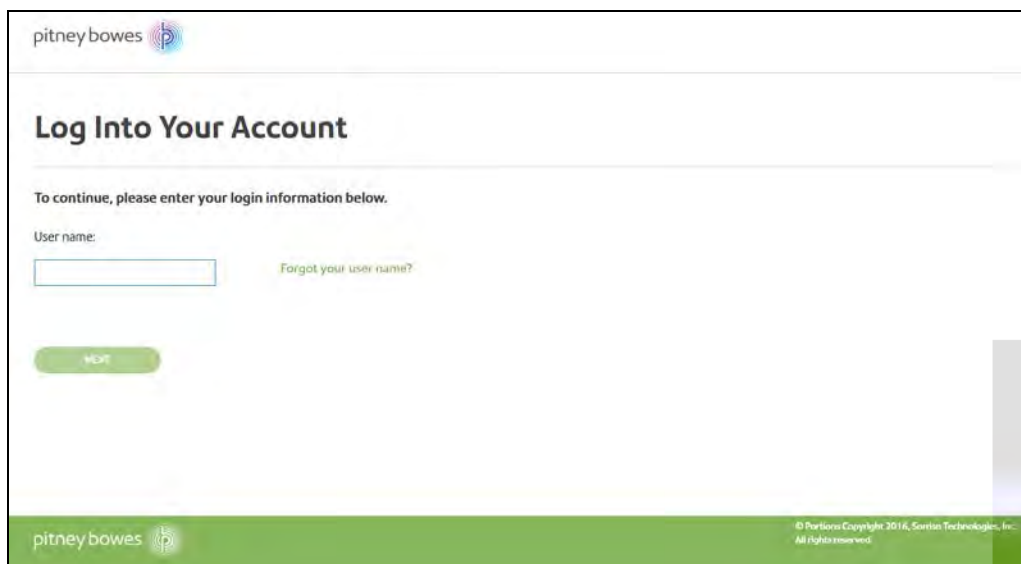 pitney bowes
Log Into Your Account
To continue, please enter your login information below.
User name:
Forgot your user name?
NEXT
pitney bowes
© Portions Copyright 2016, Sorriso Technologies, Inc.
All rights reserved.